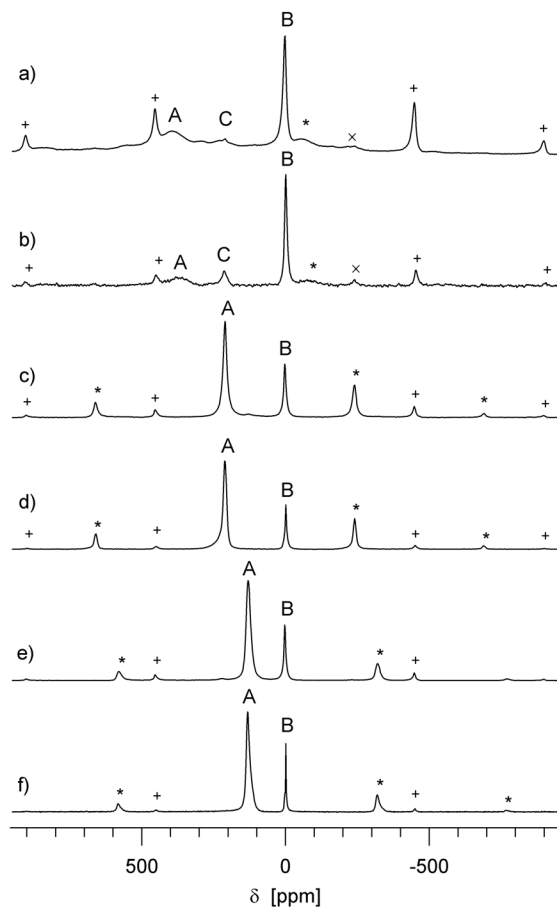 B
a)
+ + A C * × + +
B
b)
+ + A C * × + +
A
B
c)
+ * + * + * +
A
B
d)
+ * + * + * +
A
B
e)
* + * +
A
B
f)
* + * + *
500 0 -500
δ [ppm]